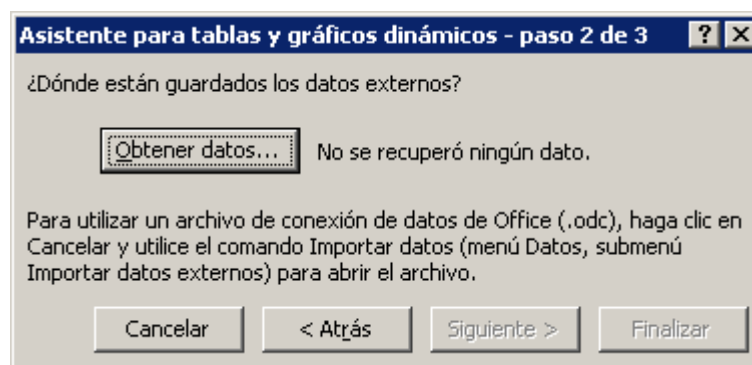 Asistente para tablas y gráficos dinámicos - paso 2 de 3
¿Dónde están guardados los datos externos?
Obtener datos... No se recuperó ningún dato.
Para utilizar un archivo de conexión de datos de Office (.odc), haga clic en
Cancelar y utilice el comando Importar datos (menú Datos, submenú
Importar datos externos) para abrir el archivo.
Cancelar < Atrás Siguiente > Finalizar